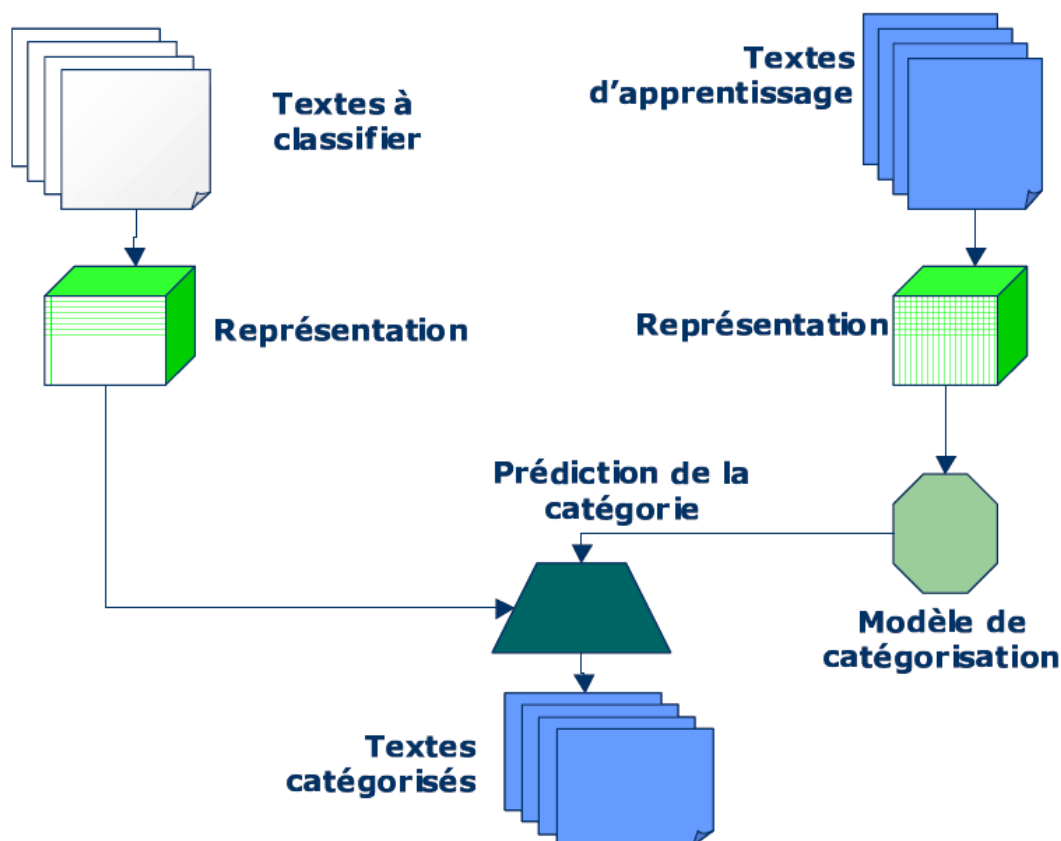 Textes à
classifier
Textes
d'apprentissage
Représentation
Représentation
Prédiction de la
catégorie
Modèle de
catégorisation
Textes
catégorisés